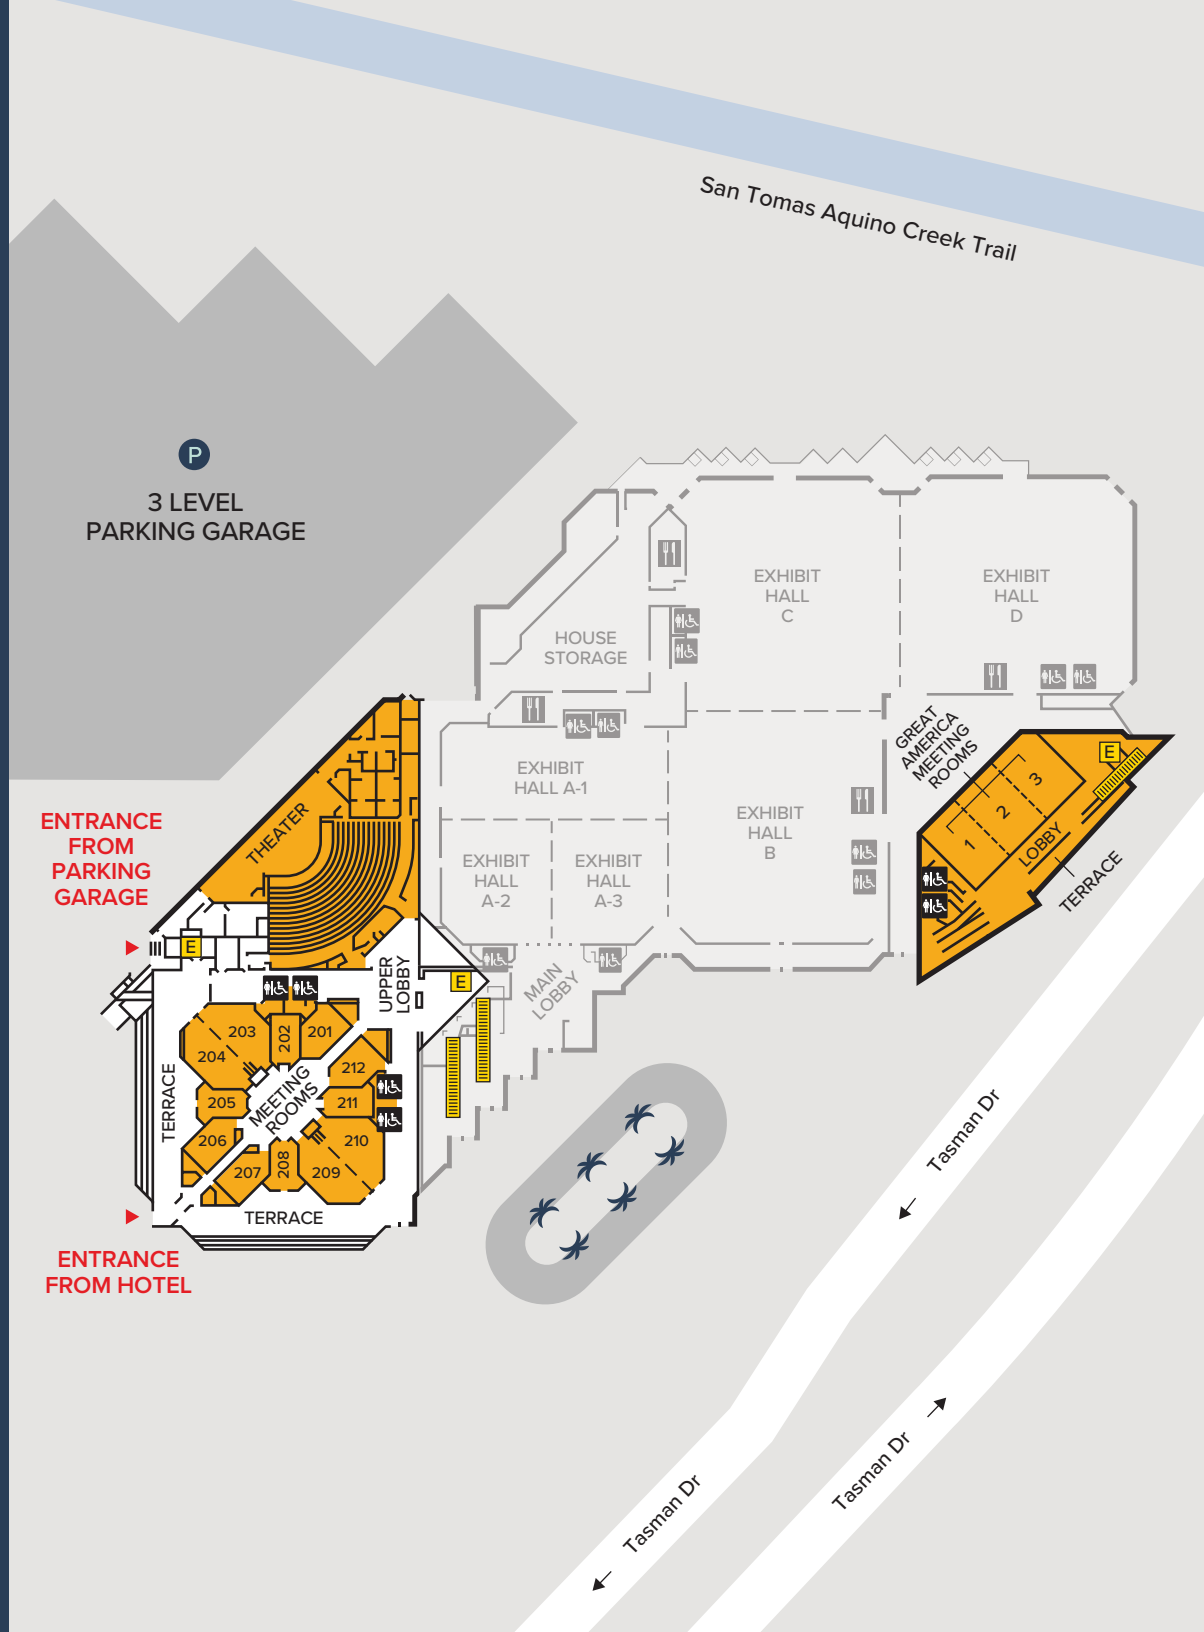 San Tomas Aquino Creek Trail
P
3 LEVEL
PARKING GARAGE
EXHIBIT
HALL
C
EXHIBIT
HALL
D
HOUSE
STORAGE
GREAT
AMERICA
MEETING
ROOMS
EXHIBIT
HALL A-1
EXHIBIT
HALL
B
EXHIBIT
HALL
A-2
EXHIBIT
HALL
A-3
E
1
2
3
LOBBY
TERRACE
THEATER
ENTRANCE
FROM
PARKING
GARAGE
E
UPPER
LOBBY
E
MAIN
LOBBY
203
202
201
204
212
205
MEETING
ROOMS
211
206
210
207
208
209
TERRACE
TERRACE
ENTRANCE
FROM HOTEL
Tasman Dr
Tasman Dr
Tasman Dr